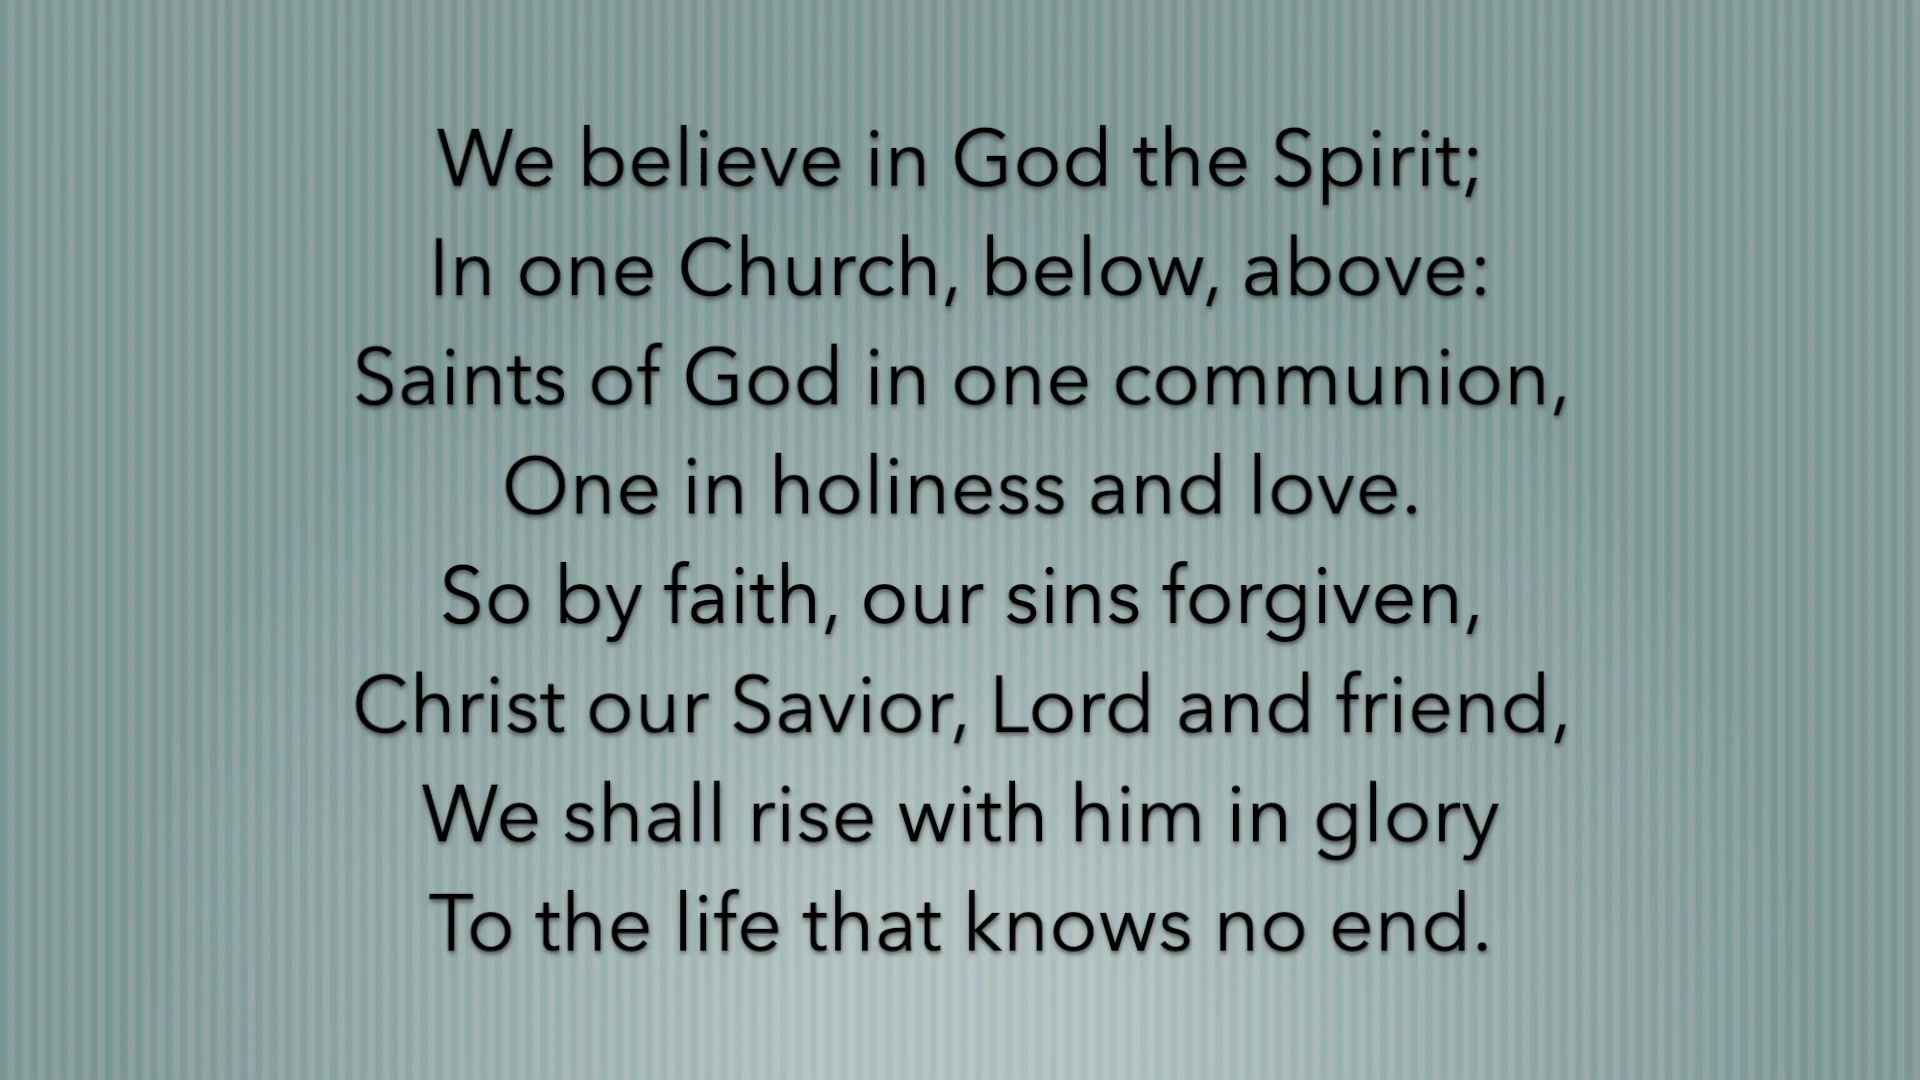 We believe in God the Spirit;
In one Church, below, above:
Saints of God in one communion,
One in holiness and love.
So by faith, our sins forgiven,
Christ our Savior, Lord and friend,
We shall rise with him in glory
To the life that knows no end.